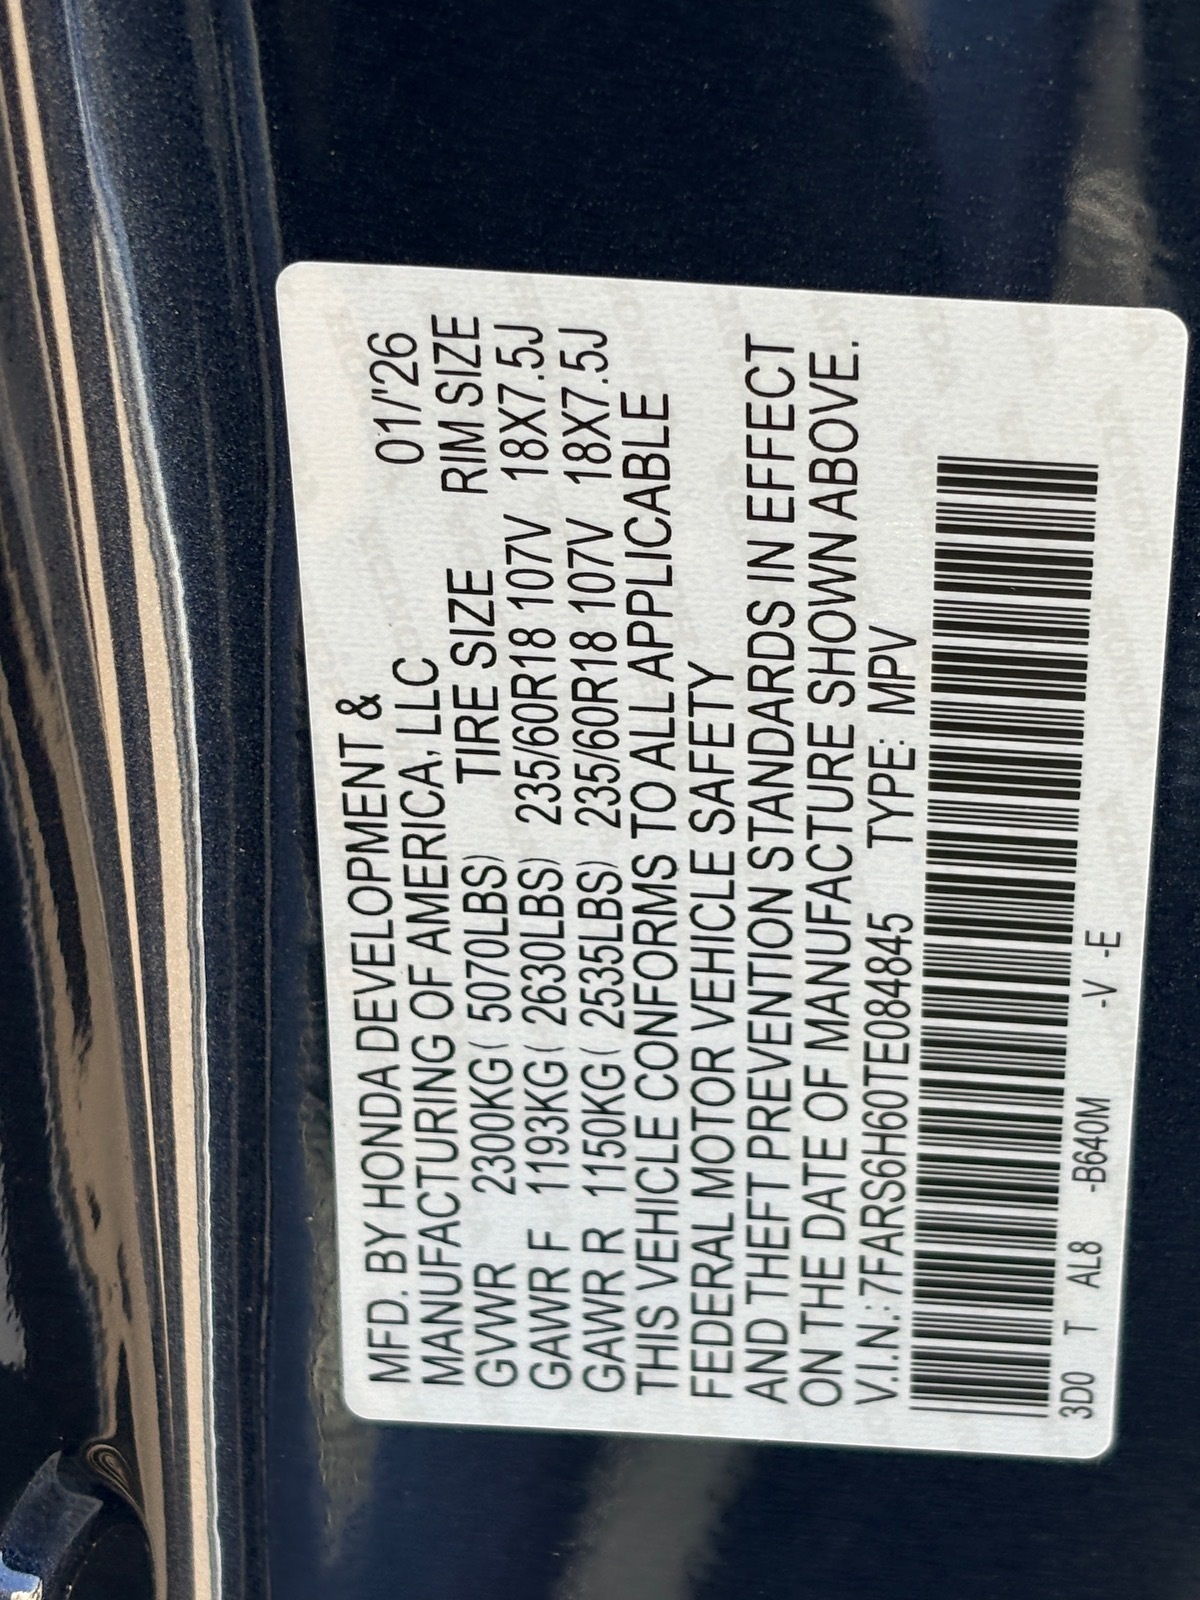 MFD. BY HONDA DEVELOPMENT &
MANUFACTURING OF AMERICA, LLC 01/'26
TIRE SIZE RIM SIZE
GVWR 2300KG( 5070LBS) 235/60R18 107V 18X7.5J
GAWR F 1193KG( 2630LBS) 235/60R18 107V 18X7.5J
GAWR R 1150KG( 2535LBS)
THIS VEHICLE CONFORMS TO ALL APPLICABLE
FEDERAL MOTOR VEHICLE SAFETY
AND THEFT PREVENTION STANDARDS IN EFFECT
ON THE DATE OF MANUFACTURE SHOWN ABOVE.
V.I.N.: 7FARS6H60TE084845 TYPE: MPV
3D0 T AL8 -B640M -V -E